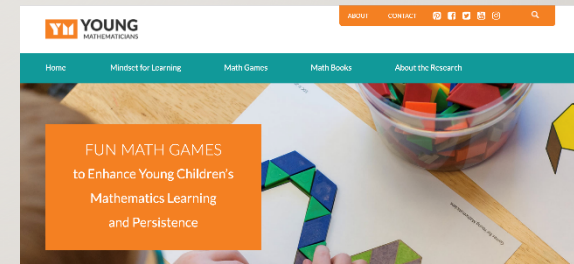 YM YOUNG
MATHEMATICIANS
ABOUT CONTACT
Home Mindset for Learning Math Games Math Books About the Research
FUN MATH GAMES
to Enhance Young Children's
Mathematics Learning
and Persistence